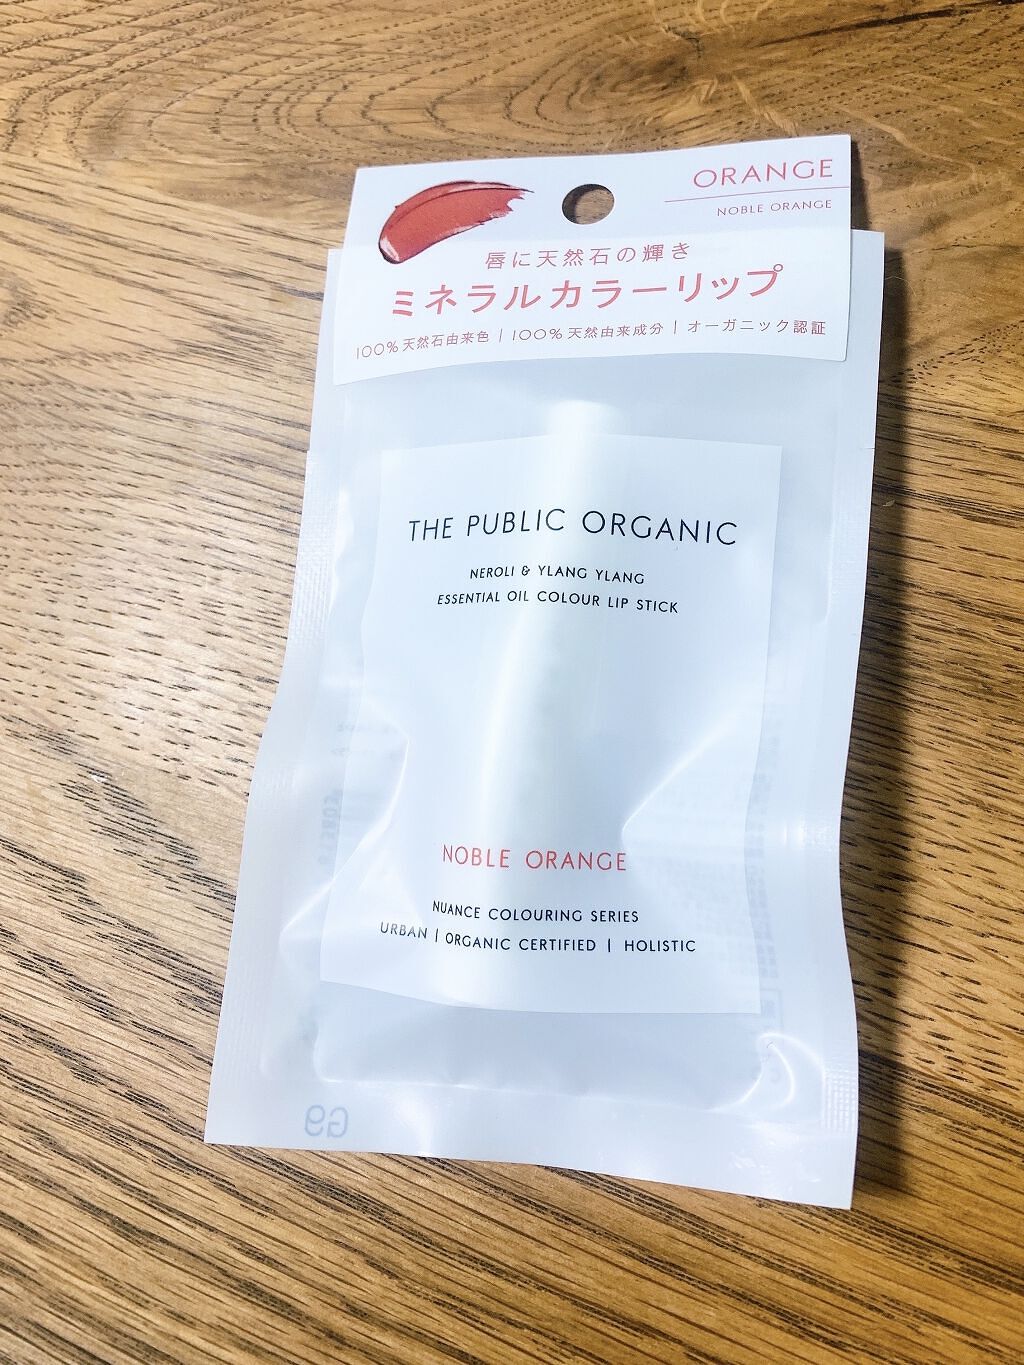 ORANGE
NOBLE ORANGE
唇に天然石の輝き
ミネラルカラーリップ
100%天然石由来色 | 100%天然由来成分 | オーガニック認証
THE PUBLIC ORGANIC
NEROLI & YLANG YLANG
ESSENTIAL OIL COLOUR LIP STICK
NOBLE ORANGE
NUANCE COLOURING SERIES
URBAN | ORGANIC CERTIFIED | HOLISTIC
G9